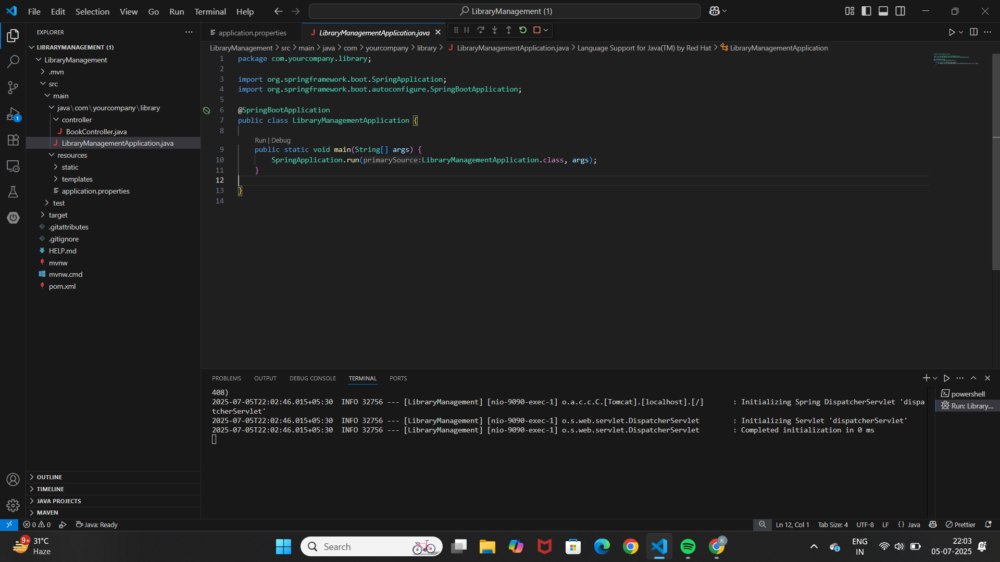 File Edit Selection View Go Run Terminal Help
LibraryManagement (1)
EXPLORER
LIBRARYMANAGEMENT (1)
LibraryManagement
.mvn
src
main
java\com\yourcompany\library
controller
BookController.java
LibraryManagementApplication.java
resources
static
templates
application.properties
test
target
.gitattributes
.gitignore
HELP.md
mvnw
mvnw.cmd
pom.xml
OUTLINE
TIMELINE
JAVA PROJECTS
MAVEN
1
application.properties
LibraryManagementApplication.java
LibraryManagement > src > main > java > com > yourcompany > library > LibraryManagementApplication.java > Language Support for Java(TM) by Red Hat > LibraryManagementApplication
1 package com.yourcompany.library;
2
3 import org.springframework.boot.SpringApplication;
4 import org.springframework.boot.autoconfigure.SpringBootApplication;
5
6 @SpringBootApplication
7 public class LibraryManagementApplication {
8
Run | Debug
9 public static void main(String[] args) {
10 SpringApplication.run(primarySource:LibraryManagementApplication.class, args);
11 }
12
13 }
14
PROBLEMS OUTPUT DEBUG CONSOLE TERMINAL PORTS
408)
2025-07-05T22:02:46.015+05:30  INFO 32756 --- [LibraryManagement] [nio-9090-exec-1] o.a.c.c.C.[Tomcat].[localhost].[/]       : Initializing Spring DispatcherServlet 'dispa
tcherServlet'
2025-07-05T22:02:46.015+05:30  INFO 32756 --- [LibraryManagement] [nio-9090-exec-1] o.s.web.servlet.DispatcherServlet        : Initializing Servlet 'dispatcherServlet'
2025-07-05T22:02:46.015+05:30  INFO 32756 --- [LibraryManagement] [nio-9090-exec-1] o.s.web.servlet.DispatcherServlet        : Completed initialization in 0 ms
powershell
Run: Library...
0 0 Java: Ready
Ln 12, Col 1 Tab Size: 4 UTF-8 LF {} Java Prettier
9+
31°C
Haze
Search
K
ENG
IN
22:03
05-07-2025